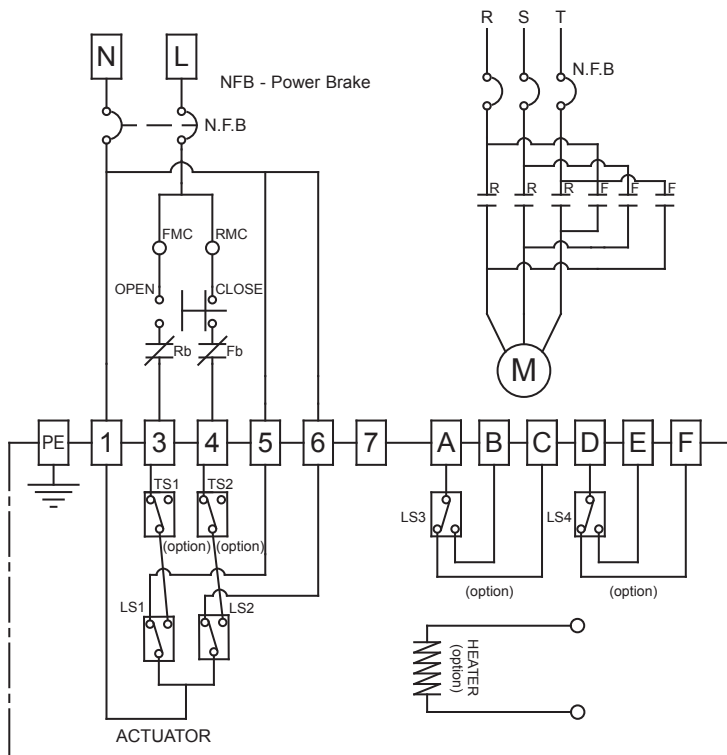 R S T
N L
NFB - Power Brake
N.F.B
N.F.B
R R R F F F
FMC RMC
OPEN CLOSE
Rb Fb
M
PE 1 3 4 5 6 7 A B C D E F
TS1 TS2
(option) (option)
LS3 LS4
(option) (option)
LS1 LS2
HEATER
(option)
ACTUATOR